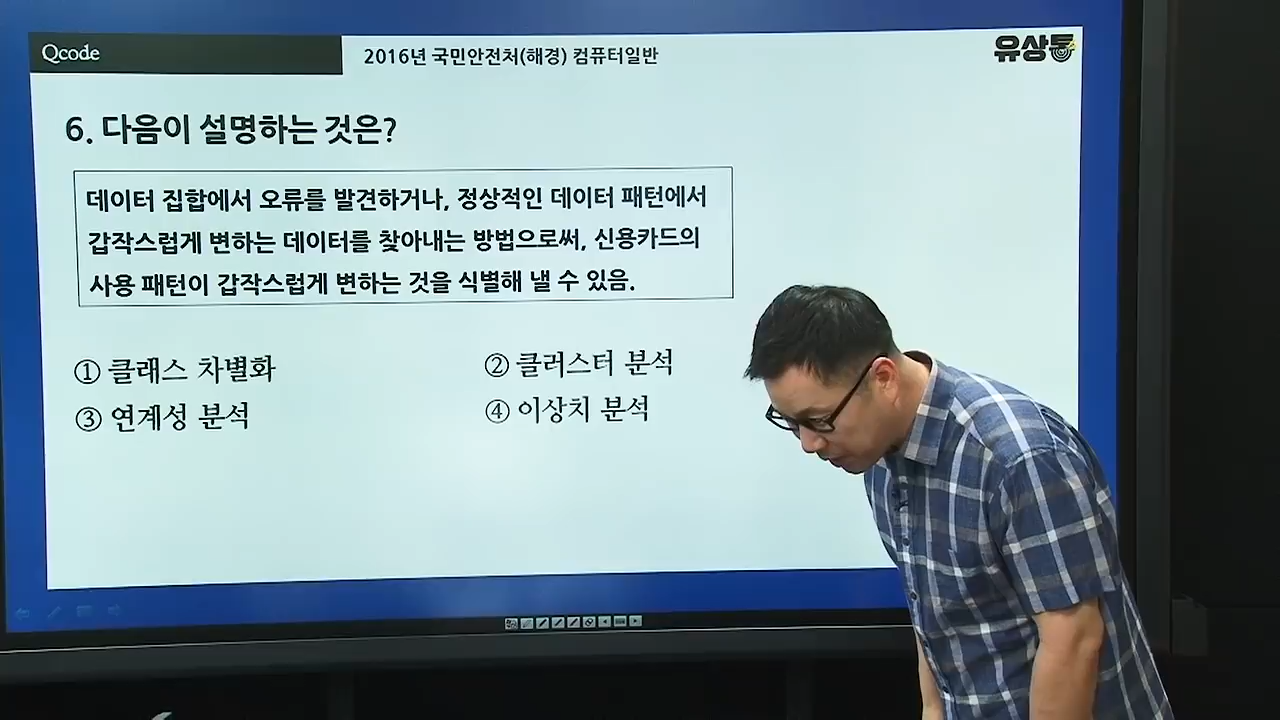 Qcode
2016년 국민안전처(해경) 컴퓨터일반
유상통
6. 다음이 설명하는 것은?
데이터 집합에서 오류를 발견하거나, 정상적인 데이터 패턴에서
갑작스럽게 변하는 데이터를 찾아내는 방법으로써, 신용카드의
사용 패턴이 갑작스럽게 변하는 것을 식별해 낼 수 있음.
① 클래스 차별화
② 클러스터 분석
③ 연계성 분석
④ 이상치 분석